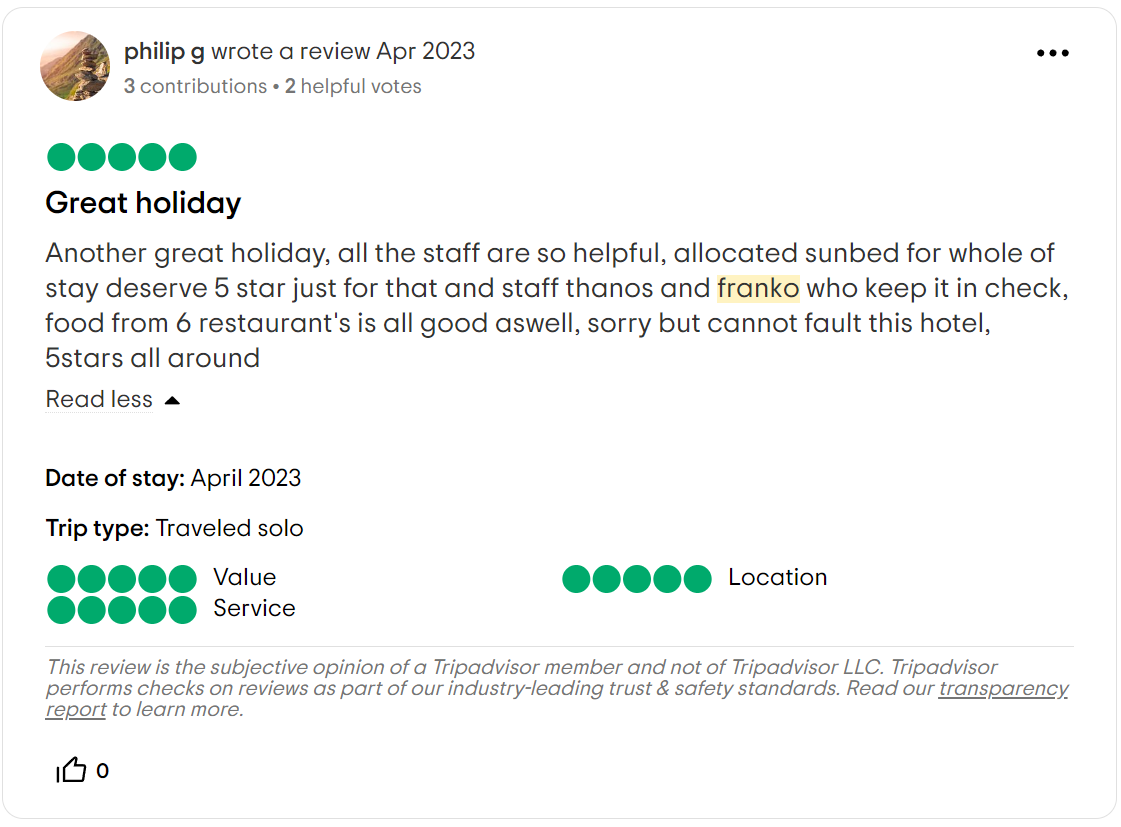 philip g wrote a review Apr 2023
3 contributions • 2 helpful votes
Great holiday
Another great holiday, all the staff are so helpful, allocated sunbed for whole of
stay deserve 5 star just for that and staff thanos and franko who keep it in check,
food from 6 restaurant's is all good aswell, sorry but cannot fault this hotel,
5stars all around
Read less
Date of stay: April 2023
Trip type: Traveled solo
Value
Location
Service
This review is the subjective opinion of a Tripadvisor member and not of Tripadvisor LLC. Tripadvisor
performs checks on reviews as part of our industry-leading trust & safety standards. Read our transparency
report to learn more.
0